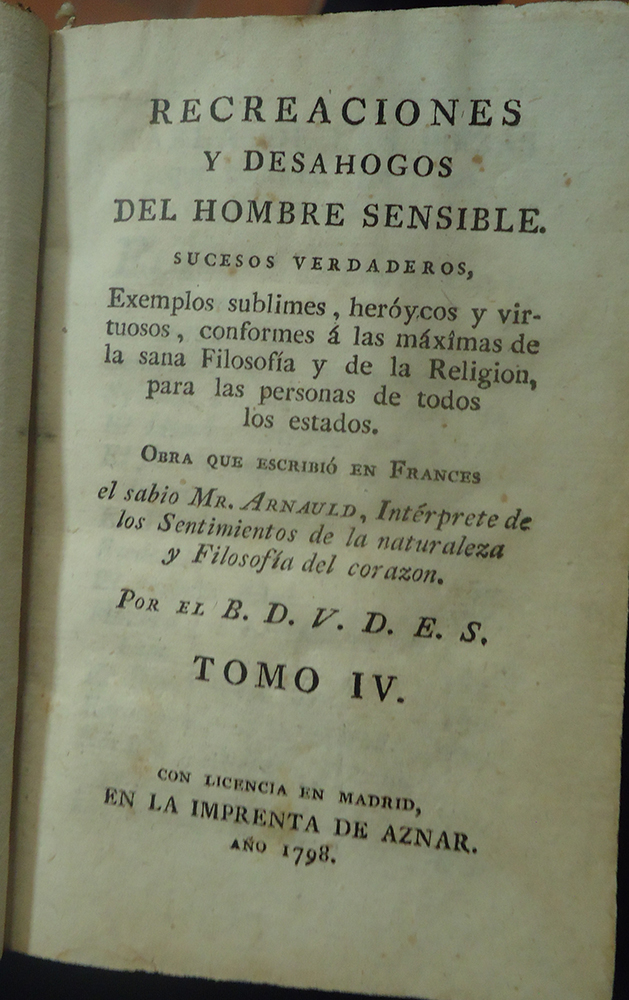 RECREACIONES
Y DESAHOGOS
DEL HOMBRE SENSIBLE.
SUCESOS VERDADEROS,
Exemplos sublimes, heróycos y vir-
tuosos, conformes á las máxîmas de
la sana Filosofía y de la Religion,
para las personas de todos
los estados.
OBRA QUE ESCRIBIÓ EN FRANCES
el sabio MR. ARNAULD, Intérprete de
los Sentimientos de la naturaleza
y Filosofía del corazon.
POR EL B. D. V. D. E. S.
TOMO IV.
CON LICENCIA EN MADRID,
EN LA IMPRENTA DE AZNAR.
AÑO 1798.